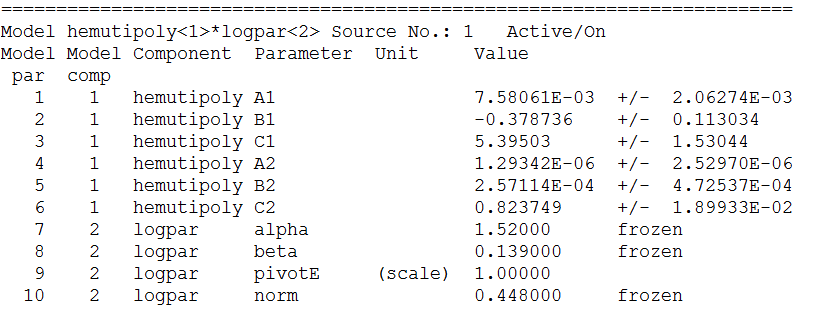 ========================================================================
Model hemutipoly<1>*logpar<2> Source No.: 1   Active/On
Model Model Component  Parameter  Unit     Value
 par  comp
   1    1   hemutipoly A1                  7.58061E-03  +/-  2.06274E-03
   2    1   hemutipoly B1                  -0.378736    +/-  0.113034
   3    1   hemutipoly C1                  5.39503      +/-  1.53044
   4    1   hemutipoly A2                  1.29342E-06  +/-  2.52970E-06
   5    1   hemutipoly B2                  2.57114E-04  +/-  4.72537E-04
   6    1   hemutipoly C2                  0.823749     +/-  1.89933E-02
   7    2   logpar     alpha               1.52000      frozen
   8    2   logpar     beta                0.139000     frozen
   9    2   logpar     pivotE     (scale)  1.00000
  10    2   logpar     norm                0.448000     frozen